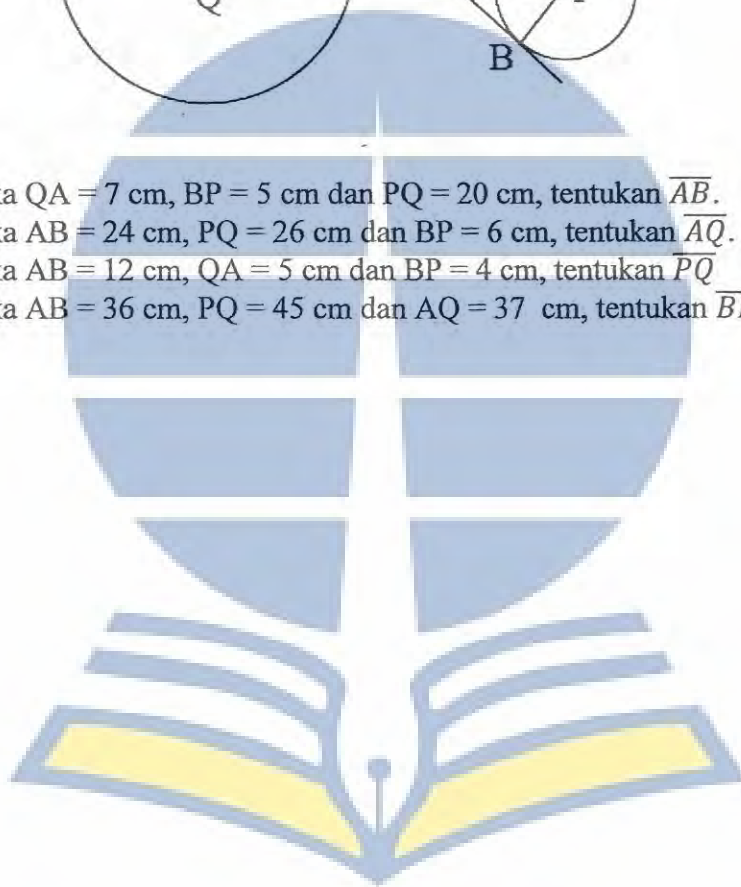 Q
B
a QA = 7 cm, BP = 5 cm dan PQ = 20 cm, tentukan AB.
a AB = 24 cm, PQ = 26 cm dan BP = 6 cm, tentukan AQ.
a AB = 12 cm, QA = 5 cm dan BP = 4 cm, tentukan PQ
a AB = 36 cm, PQ = 45 cm dan AQ = 37 cm, tentukan B